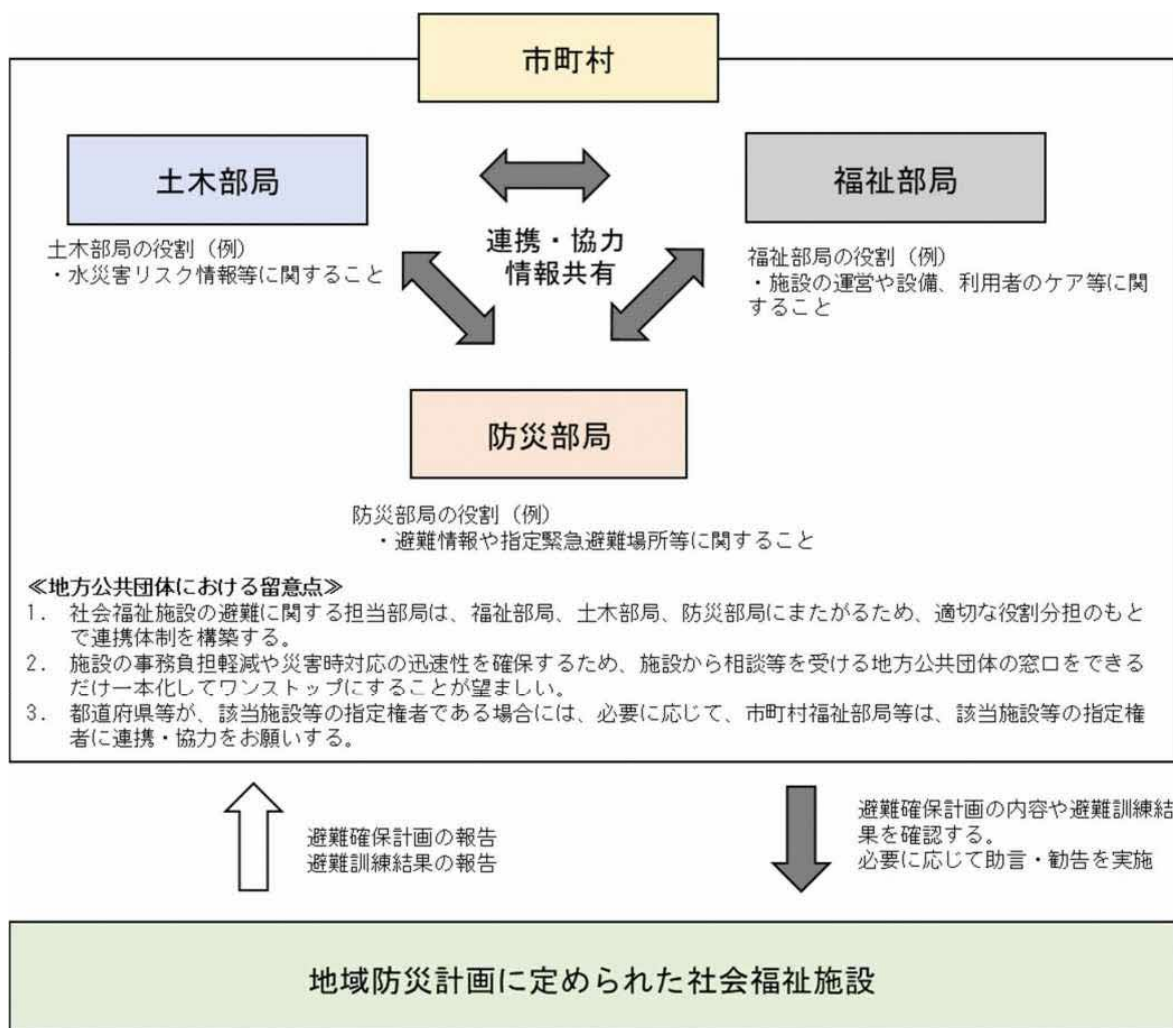 市町村
土木部局
福祉部局
連携・協力
情報共有
土木部局の役割（例）
・水災害リスク情報等に関すること
福祉部局の役割（例）
・施設の運営や設備、利用者のケア等に関
すること
防災部局
防災部局の役割（例）
・避難情報や指定緊急避難場所等に関すること
≪地方公共団体における留意点≫
1． 社会福祉施設の避難に関する担当部局は、福祉部局、土木部局、防災部局にまたがるため、適切な役割分担のもと
で連携体制を構築する。
2． 施設の事務負担軽減や災害時対応の迅速性を確保するため、施設から相談等を受ける地方公共団体の窓口をできる
だけ一本化してワンストップにすることが望ましい。
3． 都道府県等が、該当施設等の指定権者である場合には、必要に応じて、市町村福祉部局等は、該当施設等の指定権
者に連携・協力をお願いする。
避難確保計画の報告
避難訓練結果の報告
避難確保計画の内容や避難訓練結
果を確認する。
必要に応じて助言・勧告を実施
地域防災計画に定められた社会福祉施設